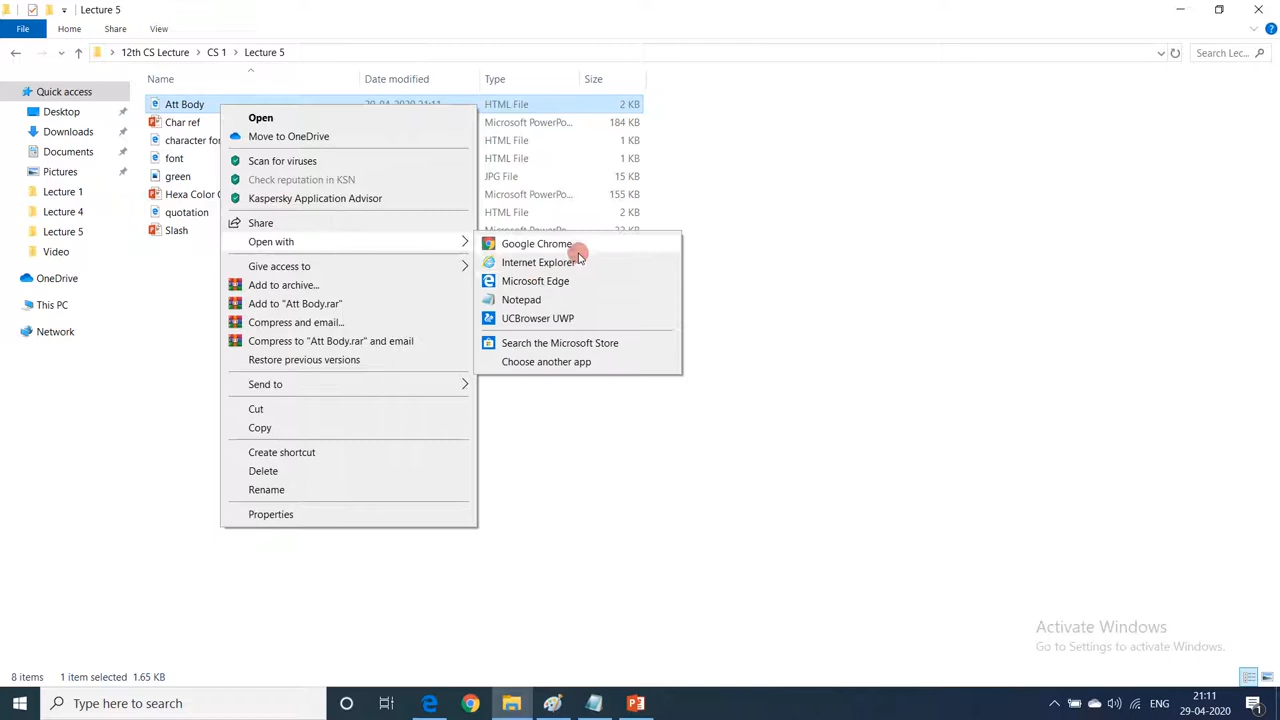 Lecture 5
File Home Share View
12th CS Lecture CS 1 Lecture 5 Search Lec...
Name Date modified Type Size
Quick access
Desktop
Downloads
Documents
Pictures
Lecture 1
Lecture 4
Lecture 5
Video
OneDrive
This PC
Network
Att Body 29-04-2020 21:11 HTML File 2 KB
Char ref Microsoft PowerPo... 184 KB
character for HTML File 1 KB
font HTML File 1 KB
green JPG File 15 KB
Hexa Color C Microsoft PowerPo... 155 KB
quotation HTML File 2 KB
Slash Microsoft PowerPo...
Open
Move to OneDrive
Scan for viruses
Check reputation in KSN
Kaspersky Application Advisor
Share
Open with
Give access to
Add to archive...
Add to "Att Body.rar"
Compress and email...
Compress to "Att Body.rar" and email
Restore previous versions
Send to
Cut
Copy
Create shortcut
Delete
Rename
Properties
Google Chrome
Internet Explorer
Microsoft Edge
Notepad
UCBrowser UWP
Search the Microsoft Store
Choose another app
Activate Windows
Go to Settings to activate Windows.
8 items 1 item selected 1.65 KB
Type here to search
ENG
21:11
29-04-2020